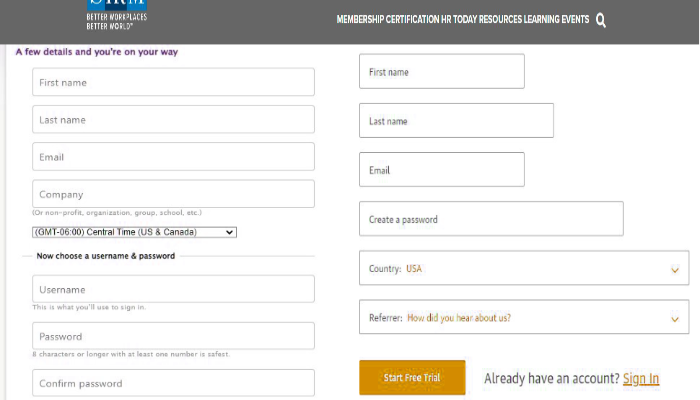 SHRM
BETTER WORKPLACES
BETTER WORLD™
MEMBERSHIP CERTIFICATION HR TODAY RESOURCES LEARNING EVENTS
A few details and you're on your way
First name
Last name
Email
Company
(Or non-profit, organization, group, school, etc.)
(GMT-06:00) Central Time (US & Canada)
Now choose a username & password
Username
This is what you'll use to sign in.
Password
8 characters or longer with at least one number is safest.
Confirm password
First name
Last name
Email
Create a password
Country: USA
Referrer: How did you hear about us?
Start Free Trial
Already have an account? Sign In